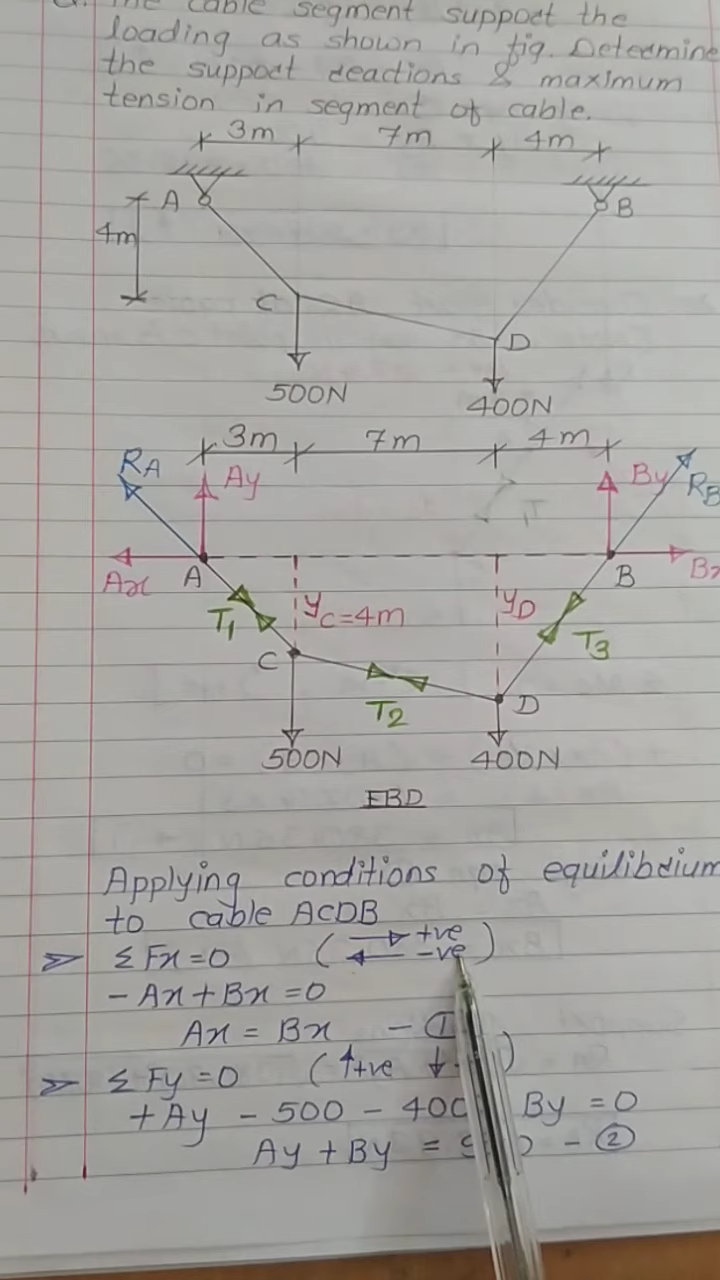 The cable segment support the
loading as shown in fig. Determine
the support reactions & maximum
tension in segment of cable.
3m 7m 4m
A B
4m
C
D
500N
400N
3m 7m 4m
RA Ay By RB
Ax A B
T1 yC=4m yD T3
C
T2 D
500N 400N
FBD
Applying conditions of equilibrium
to cable ACDB
⇒ ΣFx=0 (→ +ve
← -ve)
-Ax+Bx=0
Ax = Bx - ①
⇒ ΣFy=0 (↑+ve ↓
+Ay - 500 - 400 By = 0
Ay + By = - ②